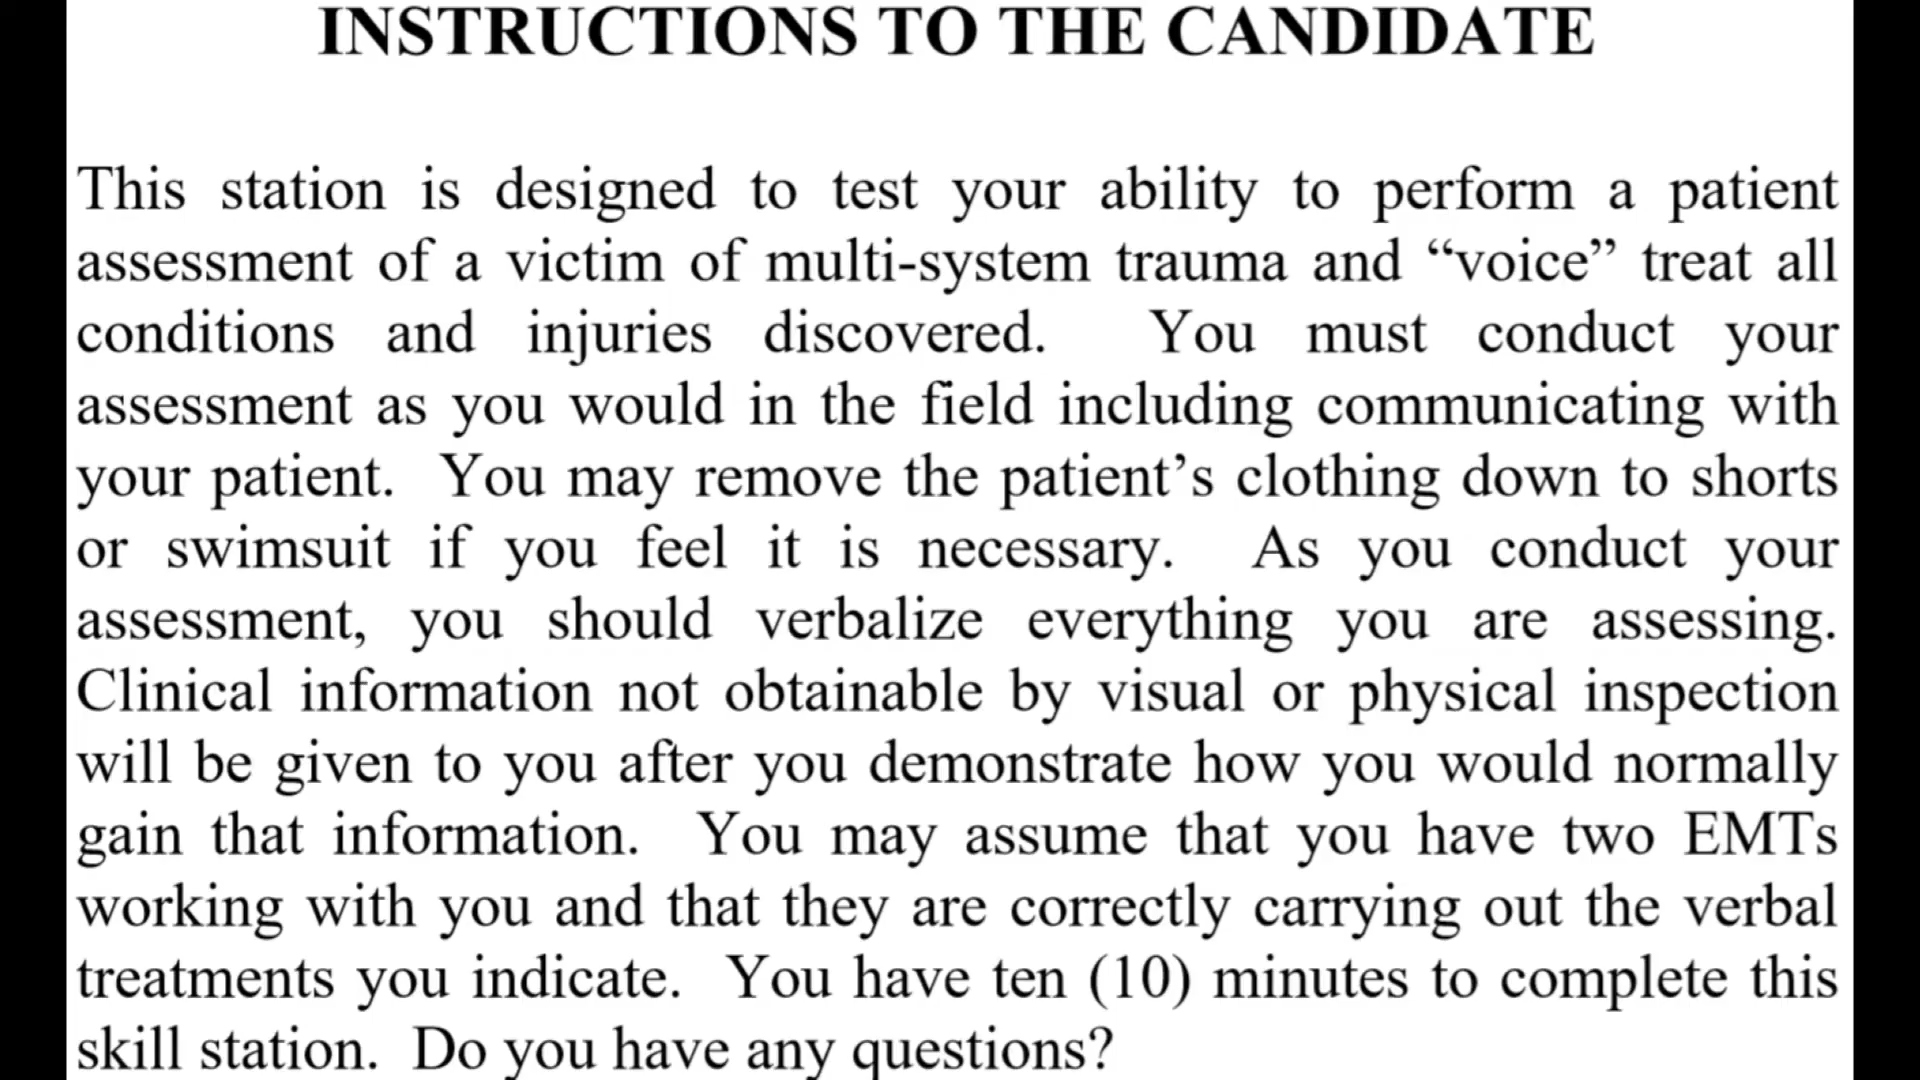 INSTRUCTIONS TO THE CANDIDATE
This station is designed to test your ability to perform a patient
assessment of a victim of multi-system trauma and “voice” treat all
conditions and injuries discovered. You must conduct your
assessment as you would in the field including communicating with
your patient. You may remove the patient’s clothing down to shorts
or swimsuit if you feel it is necessary. As you conduct your
assessment, you should verbalize everything you are assessing.
Clinical information not obtainable by visual or physical inspection
will be given to you after you demonstrate how you would normally
gain that information. You may assume that you have two EMTs
working with you and that they are correctly carrying out the verbal
treatments you indicate. You have ten (10) minutes to complete this
skill station. Do you have any questions?